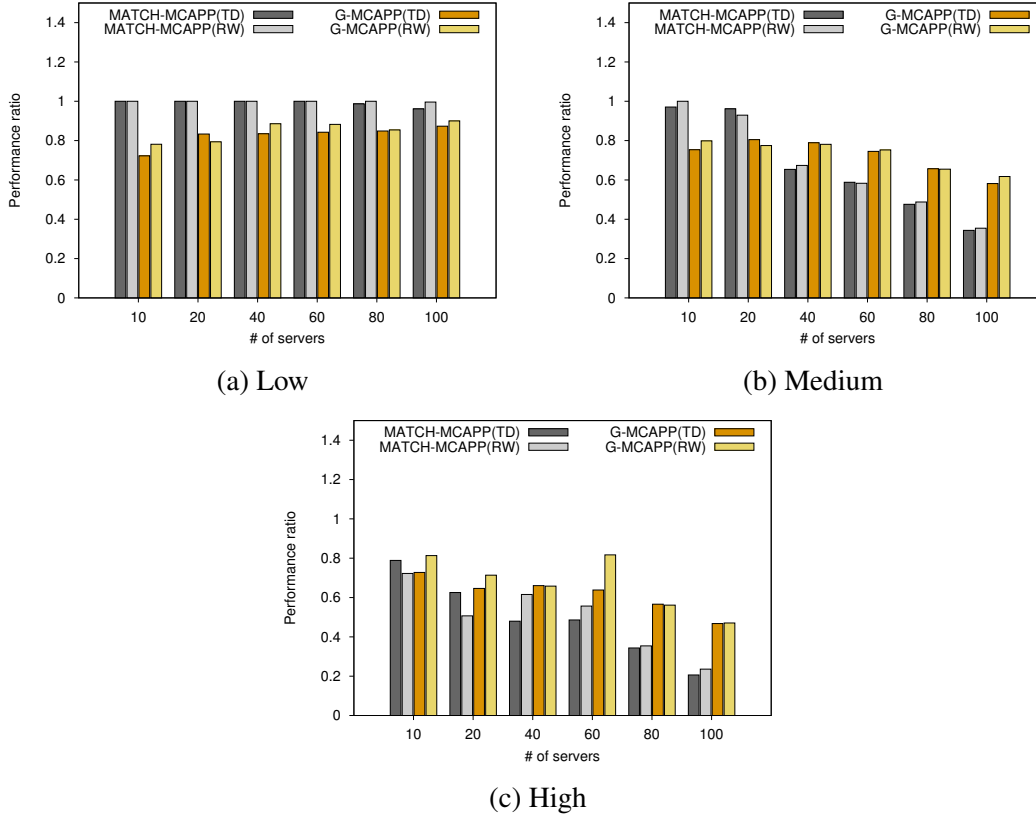 MATCH-MCAPP(TD) G-MCAPP(TD)
MATCH-MCAPP(RW) G-MCAPP(RW)
1.4
1.2
1
0.8
0.6
0.4
0.2
0
Performance ratio
10 20 40 60 80 100
# of servers
(a) Low
MATCH-MCAPP(TD) G-MCAPP(TD)
MATCH-MCAPP(RW) G-MCAPP(RW)
1.4
1.2
1
0.8
0.6
0.4
0.2
0
Performance ratio
10 20 40 60 80 100
# of servers
(b) Medium
MATCH-MCAPP(TD) G-MCAPP(TD)
MATCH-MCAPP(RW) G-MCAPP(RW)
1.4
1.2
1
0.8
0.6
0.4
0.2
0
Performance ratio
10 20 40 60 80 100
# of servers
(c) High